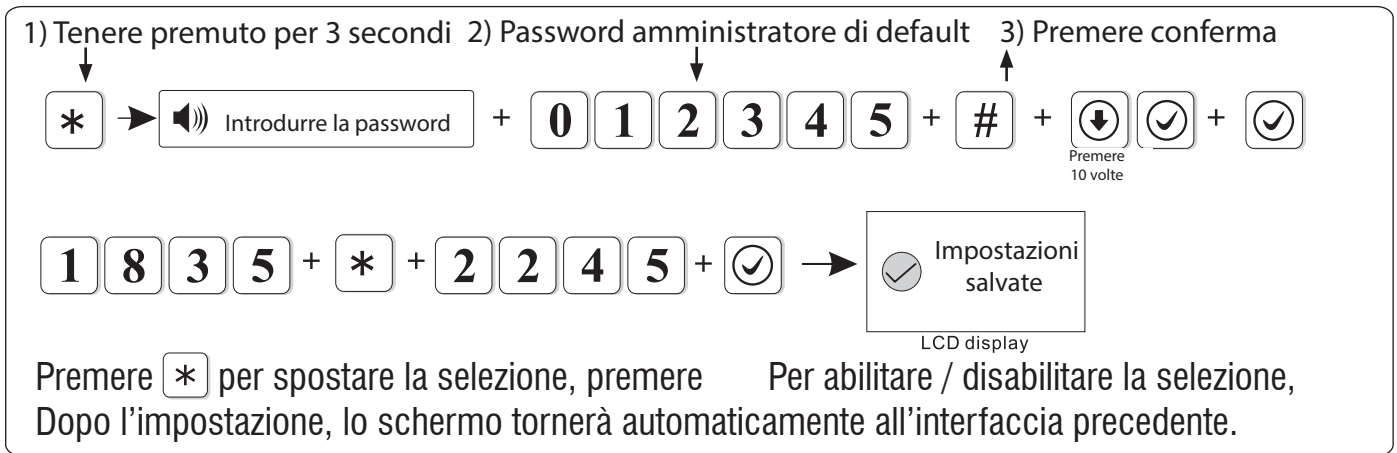 1) Tenere premuto per 3 secondi 2) Password amministratore di default 3) Premere conferma
* Introdurre la password + 0 1 2 3 4 5 + # + +
Premere
10 volte
1 8 3 5 + * + 2 2 4 5 +
Impostazioni
salvate
LCD display
Premere * per spostare la selezione, premere Per abilitare / disabilitare la selezione,
Dopo l'impostazione, lo schermo tornerà automaticamente all'interfaccia precedente.